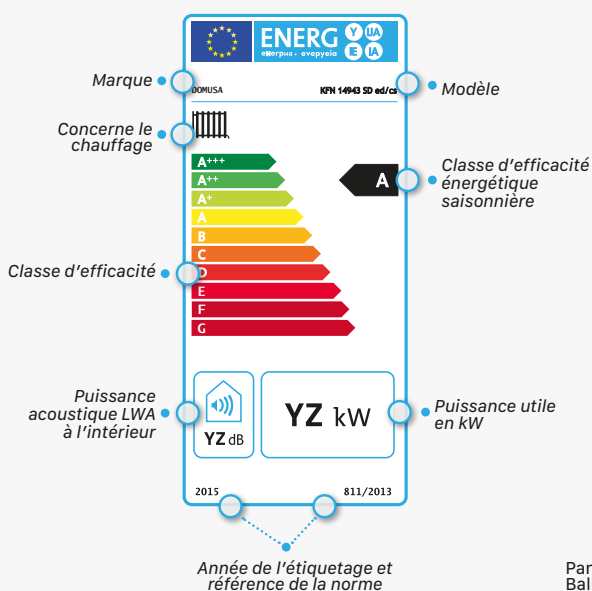 ENERG Y UA
енергия · ενεργεια IE IA
Marque
DOMUSA
KFN 14943 SD ed/cs
Modèle
Concerne le
chauffage
A+++
A++
A+
A
B
C
D
E
F
G
A
Classe d'efficacité
énergétique
saisonnière
Classe d'efficacité
Puissance
acoustique LWA
à l'intérieur
YZ dB
YZ kW
Puissance utile
en kW
2015
811/2013
Année de l'étiquetage et
référence de la norme
Par
Bal